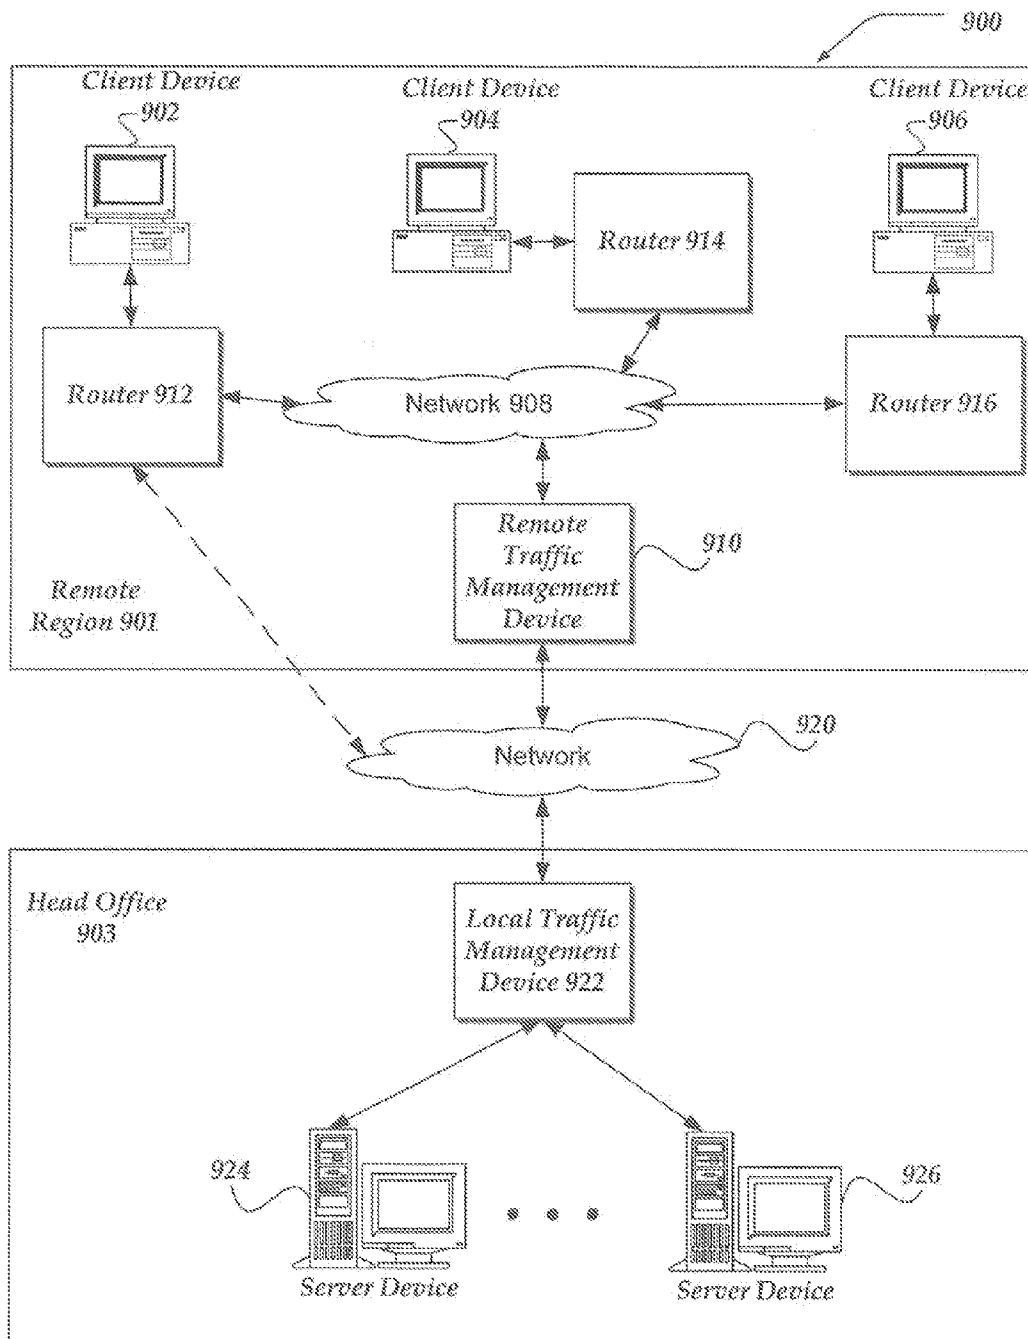 900
Client Device
902
Client Device
904
Client Device
906
Router 914
Router 912
Network 908
Router 916
Remote
Traffic
Management
Device
910
Remote
Region 901
920
Network
Head Office
903
Local Traffic
Management
Device 922
924
926
Server Device
Server Device